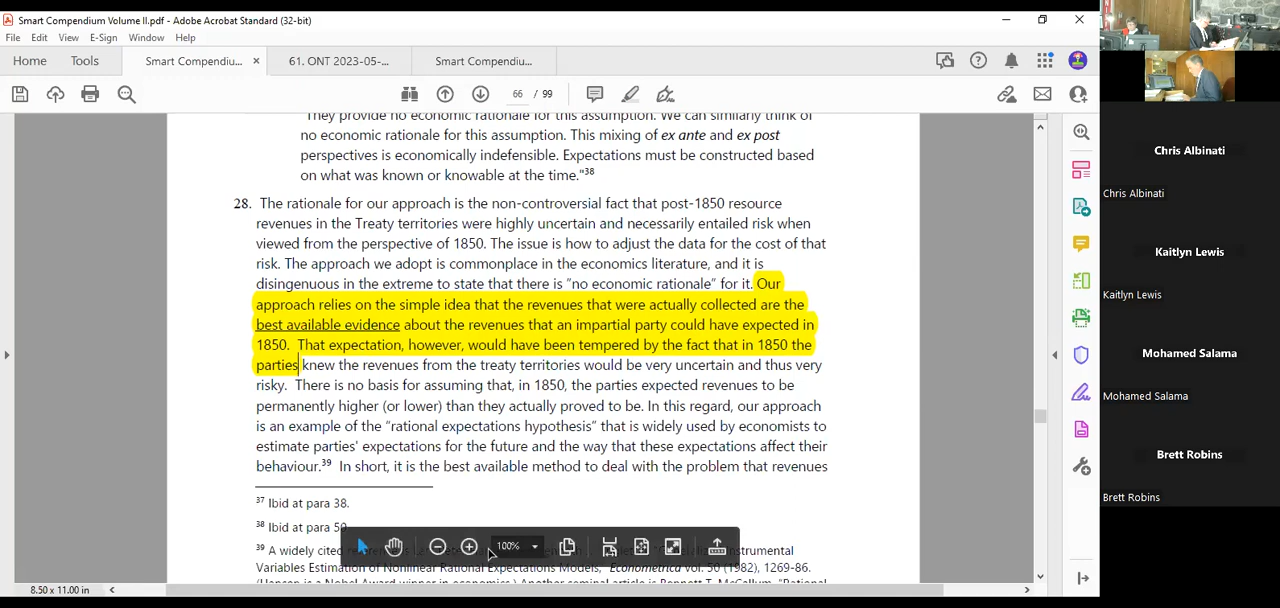 Smart Compendium Volume II.pdf - Adobe Acrobat Standard (32-bit)
File Edit View E-Sign Window Help
Home Tools Smart Compendiu... × 61. ONT 2023-05-... Smart Compendiu...
66 / 99
"They provide no economic rationale for this assumption. We can similarly think of
no economic rationale for this assumption. This mixing of ex ante and ex post
perspectives is economically indefensible. Expectations must be constructed based
on what was known or knowable at the time."38
28. The rationale for our approach is the non-controversial fact that post-1850 resource
revenues in the Treaty territories were highly uncertain and necessarily entailed risk when
viewed from the perspective of 1850. The issue is how to adjust the data for the cost of that
risk. The approach we adopt is commonplace in the economics literature, and it is
disingenuous in the extreme to state that there is "no economic rationale" for it. Our
approach relies on the simple idea that the revenues that were actually collected are the
best available evidence about the revenues that an impartial party could have expected in
1850. That expectation, however, would have been tempered by the fact that in 1850 the
parties knew the revenues from the treaty territories would be very uncertain and thus very
risky. There is no basis for assuming that, in 1850, the parties expected revenues to be
permanently higher (or lower) than they actually proved to be. In this regard, our approach
is an example of the "rational expectations hypothesis" that is widely used by economists to
estimate parties' expectations for the future and the way that these expectations affect their
behaviour.39 In short, it is the best available method to deal with the problem that revenues
37 Ibid at para 38.
38 Ibid at para 50
39 A widely cited
100%
Variables Estimation of Nonlinear Rational Expectations Models," Econometrica vol. 50 (1982), 1269-86.
(Hansen is a Nobel Award winner in economics.) Another seminal article is Bennett T. McCallum, "Rational
8.50 x 11.00 in
Chris Albinati
Chris Albinati
Kaitlyn Lewis
Kaitlyn Lewis
Mohamed Salama
Mohamed Salama
Brett Robins
Brett Robins